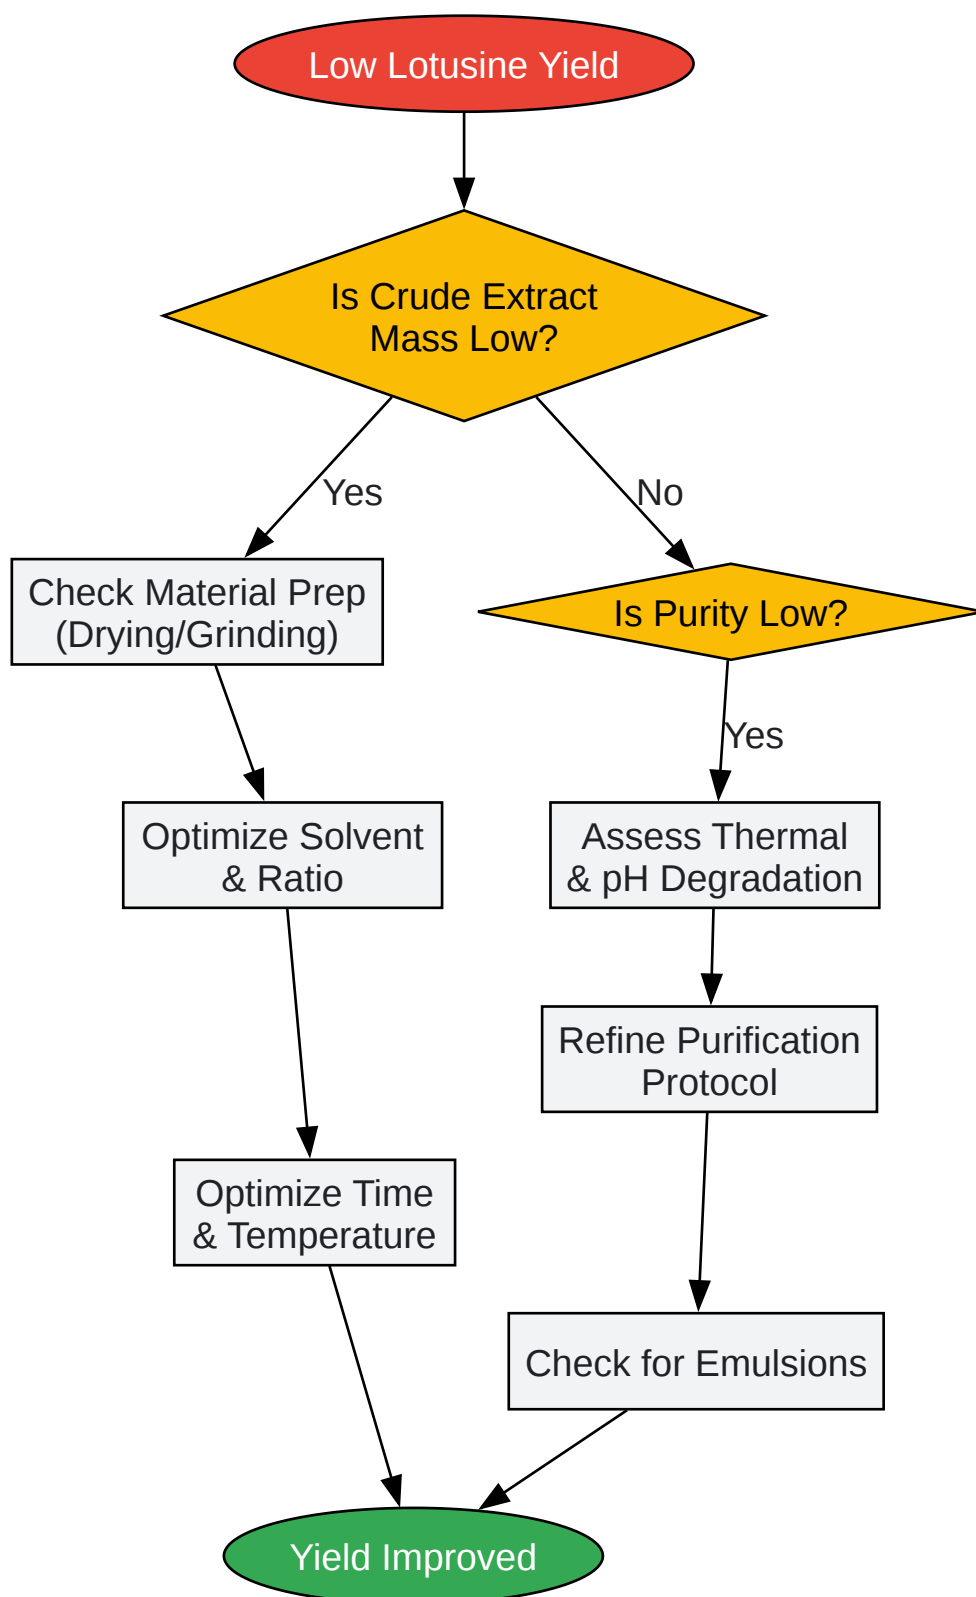 Low Lotusine Yield
Is Crude Extract
Mass Low?
Yes
No
Check Material Prep
(Drying/Grinding)
Is Purity Low?
Yes
Optimize Solvent
& Ratio
Assess Thermal
& pH Degradation
Refine Purification
Protocol
Optimize Time
& Temperature
Check for Emulsions
Yield Improved